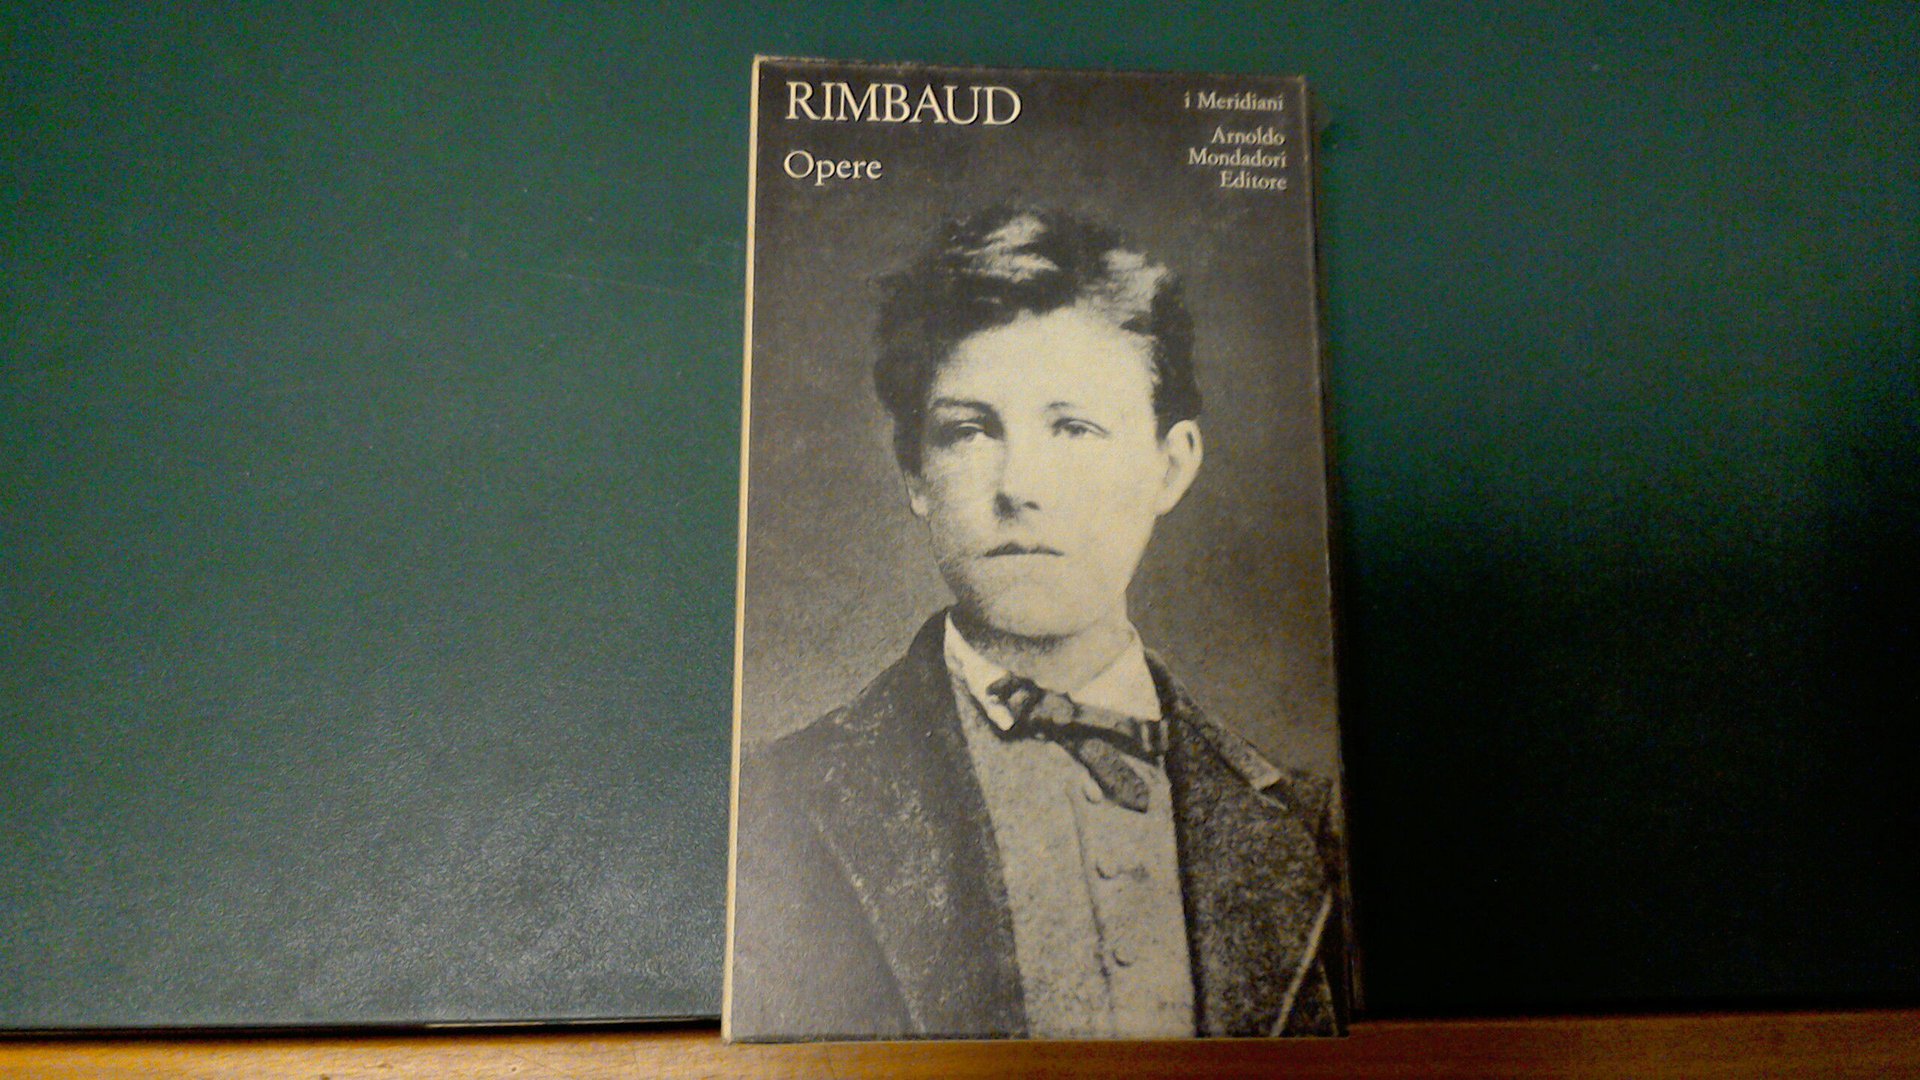 RIMBAUD
Opere
i Meridiani
Arnoldo
Mondadori
Editore